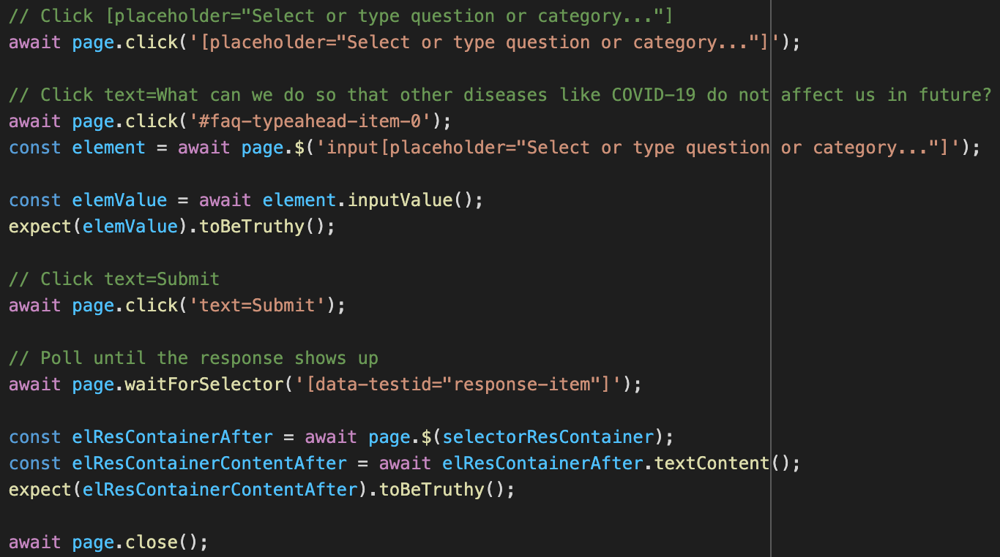 // Click [placeholder="Select or type question or category..."]
await page.click('[placeholder="Select or type question or category..."]');
// Click text=What can we do so that other diseases like COVID-19 do not affect us in future?
await page.click('#faq-typeahead-item-0');
const element = await page.$('input[placeholder="Select or type question or category..."]');
const elemValue = await element.inputValue();
expect(elemValue).toBeTruthy();
// Click text=Submit
await page.click('text=Submit');
// Poll until the response shows up
await page.waitForSelector('[data-testid="response-item"]');
const elResContainerAfter = await page.$(selectorResContainer);
const elResContainerContentAfter = await elResContainerAfter.textContent();
expect(elResContainerContentAfter).toBeTruthy();
await page.close();